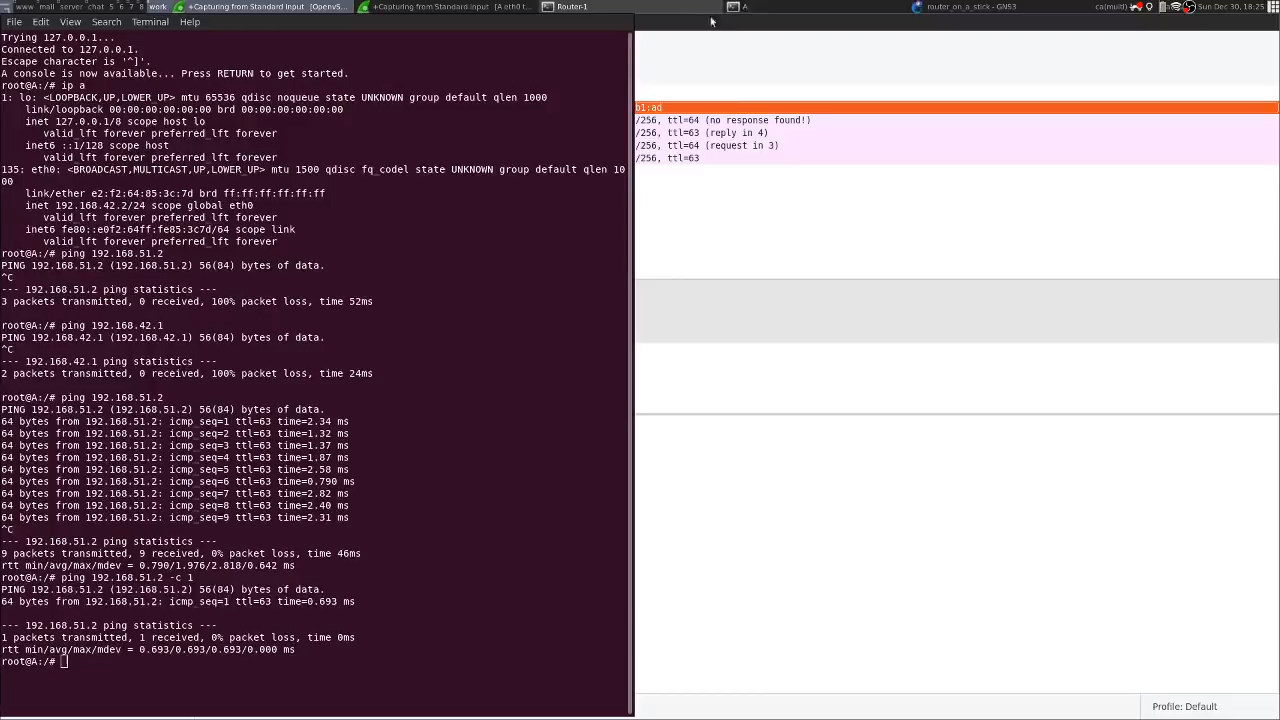 www mail server chat 5 6 7 8 work *Capturing from Standard Input [OpenvS... *Capturing from Standard Input [A eth0 t... Router-1 A router_on_a_stick - GNS3 ca(multi) Sun Dec 30, 18:25
File Edit View Search Terminal Help
Trying 127.0.0.1...
Connected to 127.0.0.1.
Escape character is '^]'.
A console is now available... Press RETURN to get started.
root@A:/# ip a
1: lo: <LOOPBACK,UP,LOWER_UP> mtu 65536 qdisc noqueue state UNKNOWN group default qlen 1000
link/loopback 00:00:00:00:00:00 brd 00:00:00:00:00:00
inet 127.0.0.1/8 scope host lo
valid_lft forever preferred_lft forever
inet6 ::1/128 scope host
valid_lft forever preferred_lft forever
135: eth0: <BROADCAST,MULTICAST,UP,LOWER_UP> mtu 1500 qdisc fq_codel state UNKNOWN group default qlen 10
00
link/ether e2:f2:64:85:3c:7d brd ff:ff:ff:ff:ff:ff
inet 192.168.42.2/24 scope global eth0
valid_lft forever preferred_lft forever
inet6 fe80::e0f2:64ff:fe85:3c7d/64 scope link
valid_lft forever preferred_lft forever
root@A:/# ping 192.168.51.2
PING 192.168.51.2 (192.168.51.2) 56(84) bytes of data.
^C
--- 192.168.51.2 ping statistics ---
3 packets transmitted, 0 received, 100% packet loss, time 52ms
root@A:/# ping 192.168.42.1
PING 192.168.42.1 (192.168.42.1) 56(84) bytes of data.
^C
--- 192.168.42.1 ping statistics ---
2 packets transmitted, 0 received, 100% packet loss, time 24ms
root@A:/# ping 192.168.51.2
PING 192.168.51.2 (192.168.51.2) 56(84) bytes of data.
64 bytes from 192.168.51.2: icmp_seq=1 ttl=63 time=2.34 ms
64 bytes from 192.168.51.2: icmp_seq=2 ttl=63 time=1.32 ms
64 bytes from 192.168.51.2: icmp_seq=3 ttl=63 time=1.37 ms
64 bytes from 192.168.51.2: icmp_seq=4 ttl=63 time=1.87 ms
64 bytes from 192.168.51.2: icmp_seq=5 ttl=63 time=2.58 ms
64 bytes from 192.168.51.2: icmp_seq=6 ttl=63 time=0.790 ms
64 bytes from 192.168.51.2: icmp_seq=7 ttl=63 time=2.82 ms
64 bytes from 192.168.51.2: icmp_seq=8 ttl=63 time=2.40 ms
64 bytes from 192.168.51.2: icmp_seq=9 ttl=63 time=2.31 ms
^C
--- 192.168.51.2 ping statistics ---
9 packets transmitted, 9 received, 0% packet loss, time 46ms
rtt min/avg/max/mdev = 0.790/1.976/2.818/0.642 ms
root@A:/# ping 192.168.51.2 -c 1
PING 192.168.51.2 (192.168.51.2) 56(84) bytes of data.
64 bytes from 192.168.51.2: icmp_seq=1 ttl=63 time=0.693 ms
--- 192.168.51.2 ping statistics ---
1 packets transmitted, 1 received, 0% packet loss, time 0ms
rtt min/avg/max/mdev = 0.693/0.693/0.693/0.000 ms
root@A:/#
b1:ad
/256, ttl=64 (no response found!)
/256, ttl=63 (reply in 4)
/256, ttl=64 (request in 3)
/256, ttl=63
Profile: Default